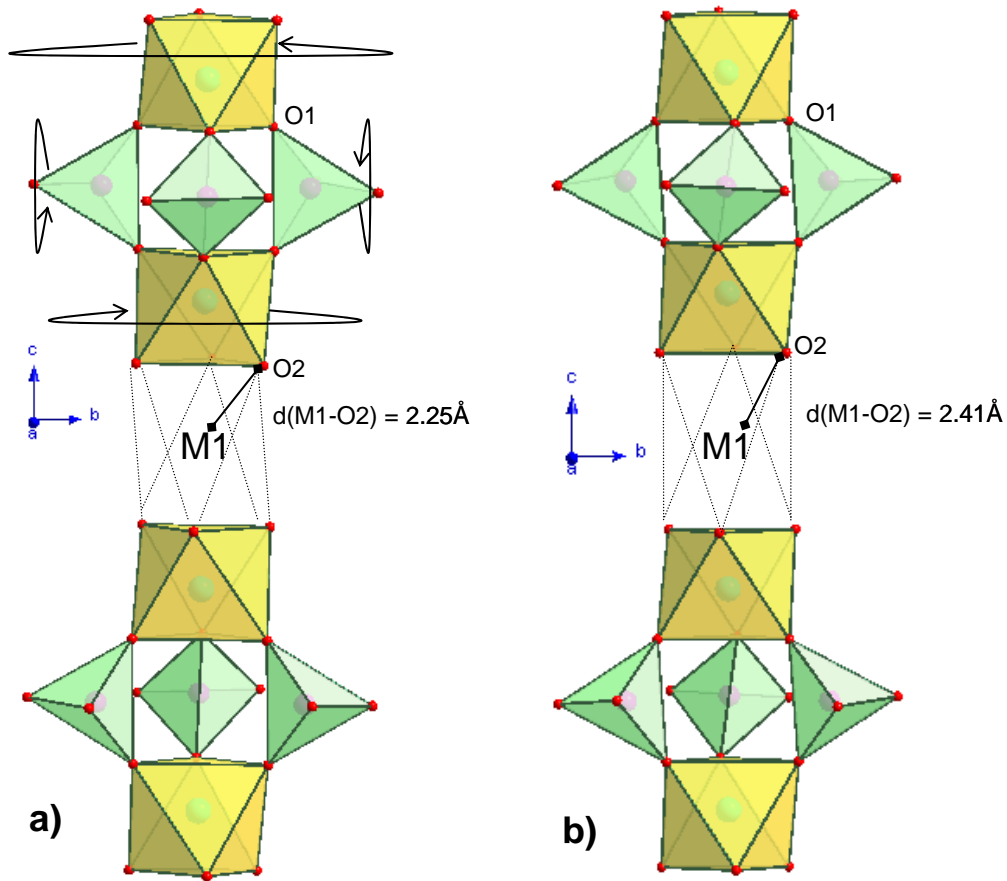 O1
O2
c
b
a
d(M1-O2) = 2.25Å
M1
a)
O1
O2
c
b
a
d(M1-O2) = 2.41Å
M1
b)